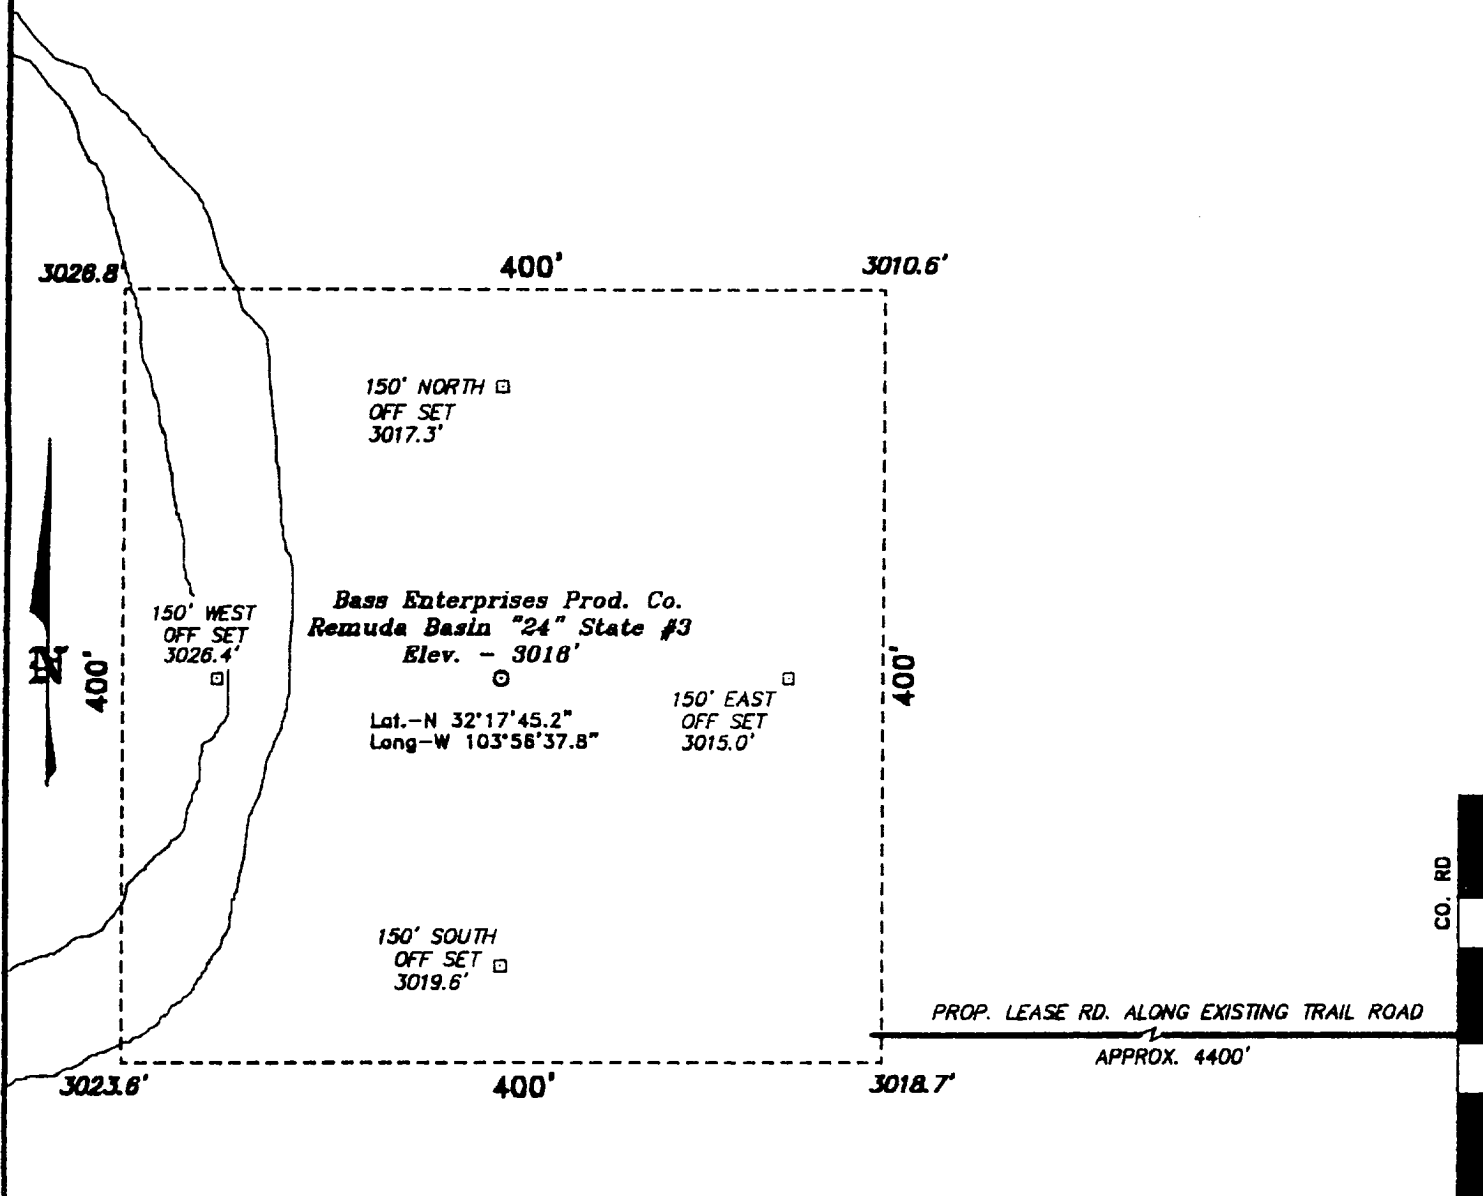 3026.8'
400'
3010.6'
150' NORTH
OFF SET
3017.3'
Bass Enterprises Prod. Co.
Remuda Basin "24" State #3
Elev. - 3018'
150' WEST
OFF SET
3026.4'
N
400'
400'
150' EAST
OFF SET
3015.0'
Lat.-N 32°17'45.2"
Long-W 103°56'37.8"
150' SOUTH
OFF SET
3019.6'
CO. RD
PROP. LEASE RD. ALONG EXISTING TRAIL ROAD
APPROX. 4400'
3023.6'
400'
3018.7'